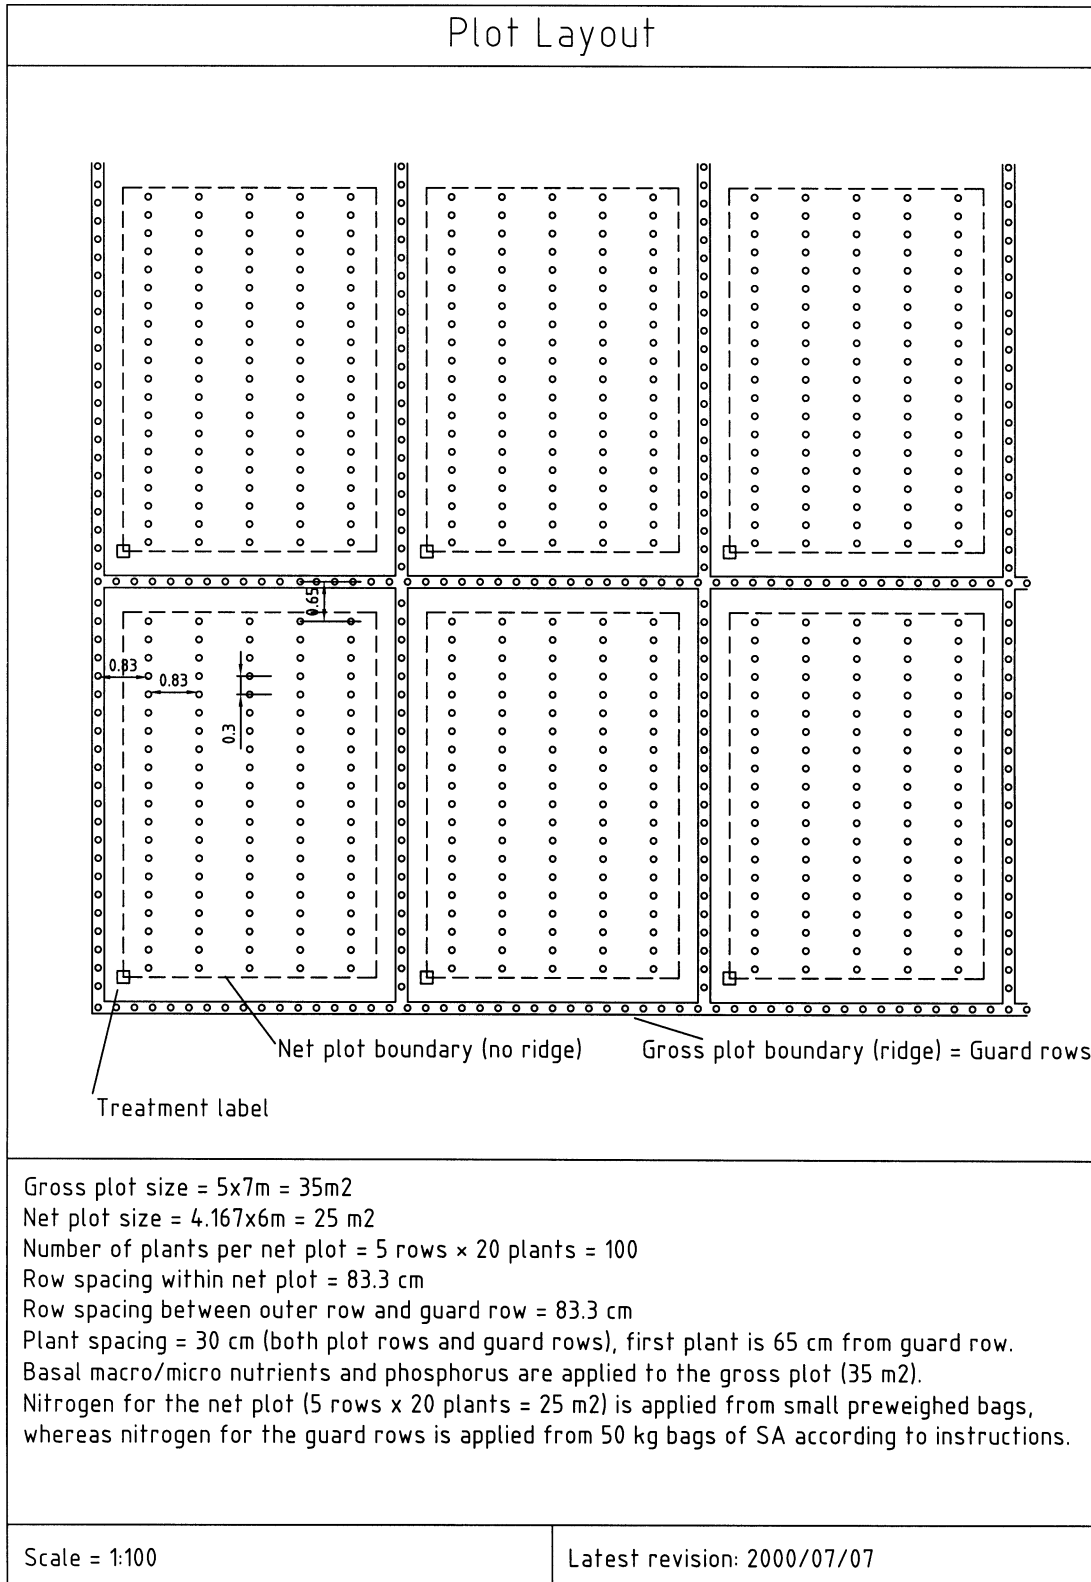 Plot Layout
0.65
0.83
0.83
0.3
Net plot boundary (no ridge)
Gross plot boundary (ridge) = Guard rows
Treatment label
Gross plot size = 5x7m = 35m2
Net plot size = 4.167x6m = 25 m2
Number of plants per net plot = 5 rows × 20 plants = 100
Row spacing within net plot = 83.3 cm
Row spacing between outer row and guard row = 83.3 cm
Plant spacing = 30 cm (both plot rows and guard rows), first plant is 65 cm from guard row.
Basal macro/micro nutrients and phosphorus are applied to the gross plot (35 m2).
Nitrogen for the net plot (5 rows x 20 plants = 25 m2) is applied from small preweighed bags,
whereas nitrogen for the guard rows is applied from 50 kg bags of SA according to instructions.
Scale = 1:100
Latest revision: 2000/07/07